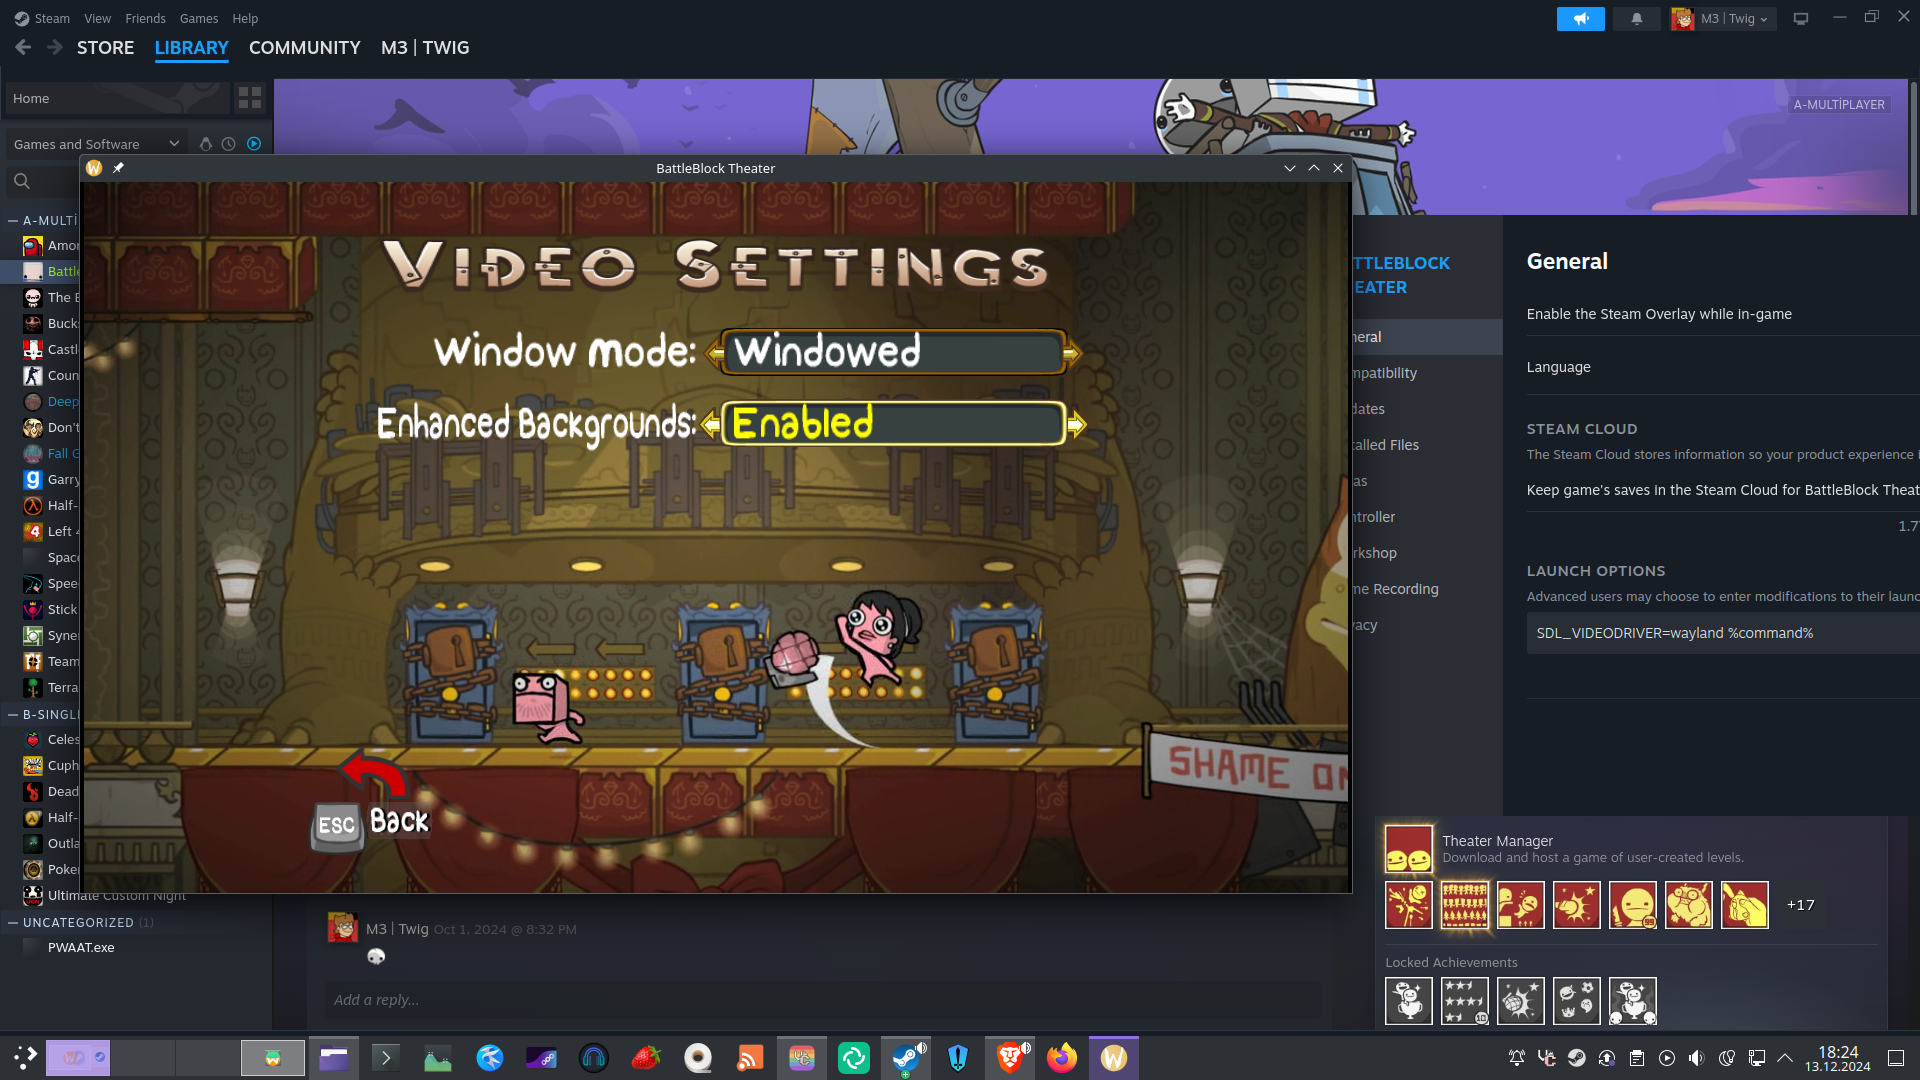 Steam View Friends Games Help
M3 | Twig
STORE LIBRARY COMMUNITY M3 | TWIG
Home
A-MULTİPLAYER
Games and Software
BattleBlock Theater
A-MULTİ
Amon
Battle
The B
Buck
Castl
Coun
Deep
Don't
Fall G
Garry
Half-
Left 4
Space
Spee
Stick
Syne
Team
Terra
B-SINGL
Celes
Cuph
Dead
Half-
Outla
Poke
Ultimate Custom Night
UNCATEGORIZED (1)
PWAAT.exe
Video Settings
Window Mode: Windowed
Enhanced Backgrounds: Enabled
SHAME ON
ESC Back
TTLEBLOCK
EATER
neral
mpatibility
dates
talled Files
as
ntroller
rkshop
me Recording
vacy
General
Enable the Steam Overlay while in-game
Language
STEAM CLOUD
The Steam Cloud stores information so your product experience i
Keep game's saves in the Steam Cloud for BattleBlock Theat
1.7
LAUNCH OPTIONS
Advanced users may choose to enter modifications to their launc
SDL_VIDEODRIVER=wayland %command%
Theater Manager
Download and host a game of user-created levels.
+17
Locked Achievements
M3 | Twig Oct 1, 2024 @ 8:32 PM
Add a reply...
18:24
13.12.2024